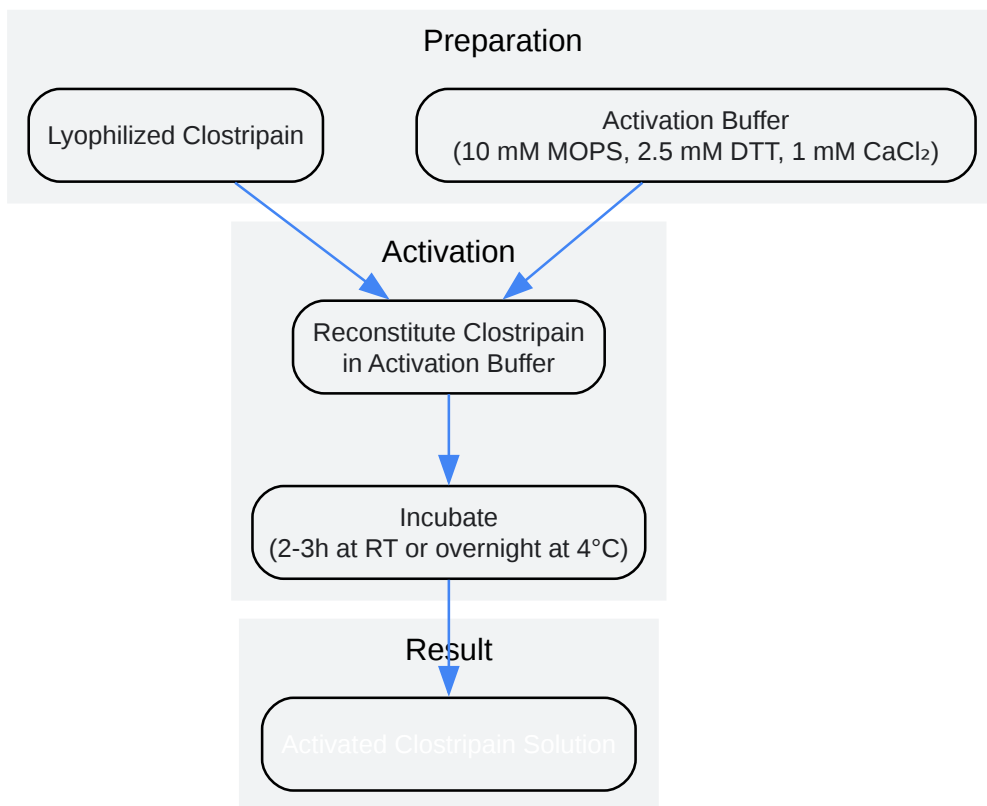 Preparation
Lyophilized Clostripain
Activation Buffer
(10 mM MOPS, 2.5 mM DTT, 1 mM CaCl₂)
Activation
Reconstitute Clostripain
in Activation Buffer
Incubate
(2-3h at RT or overnight at 4°C)
Result
Activated Clostripain Solution